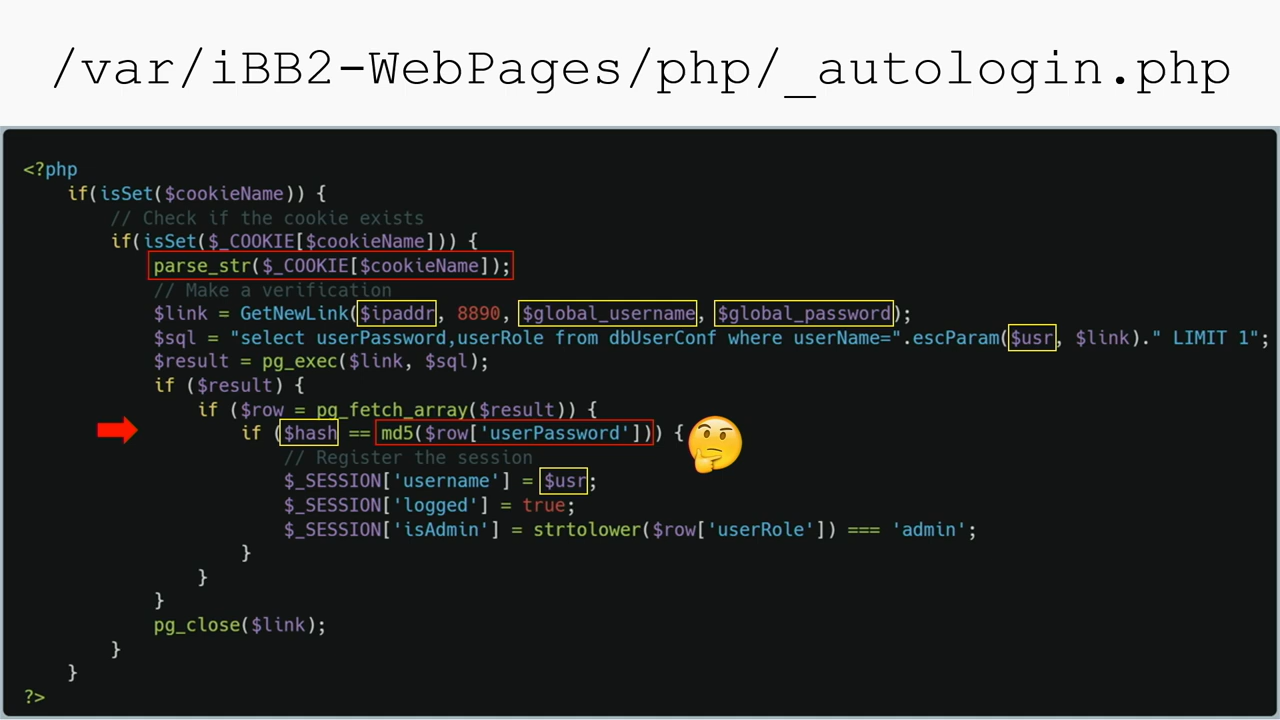 /var/iBB2-WebPages/php/_autologin.php
<?php
if(isSet($cookieName)) {
// Check if the cookie exists
if(isSet($_COOKIE[$cookieName])) {
parse_str($_COOKIE[$cookieName]);
// Make a verification
$link = GetNewLink($ipaddr, 8890, $global_username, $global_password);
$sql = "select userPassword,userRole from dbUserConf where userName=".escParam($usr, $link)." LIMIT 1";
$result = pg_exec($link, $sql);
if ($result) {
if ($row = pg_fetch_array($result)) {
if ($hash == md5($row['userPassword'])) {
// Register the session
$_SESSION['username'] = $usr;
$_SESSION['logged'] = true;
$_SESSION['isAdmin'] = strtolower($row['userRole']) === 'admin';
}
}
}
pg_close($link);
}
}
?>